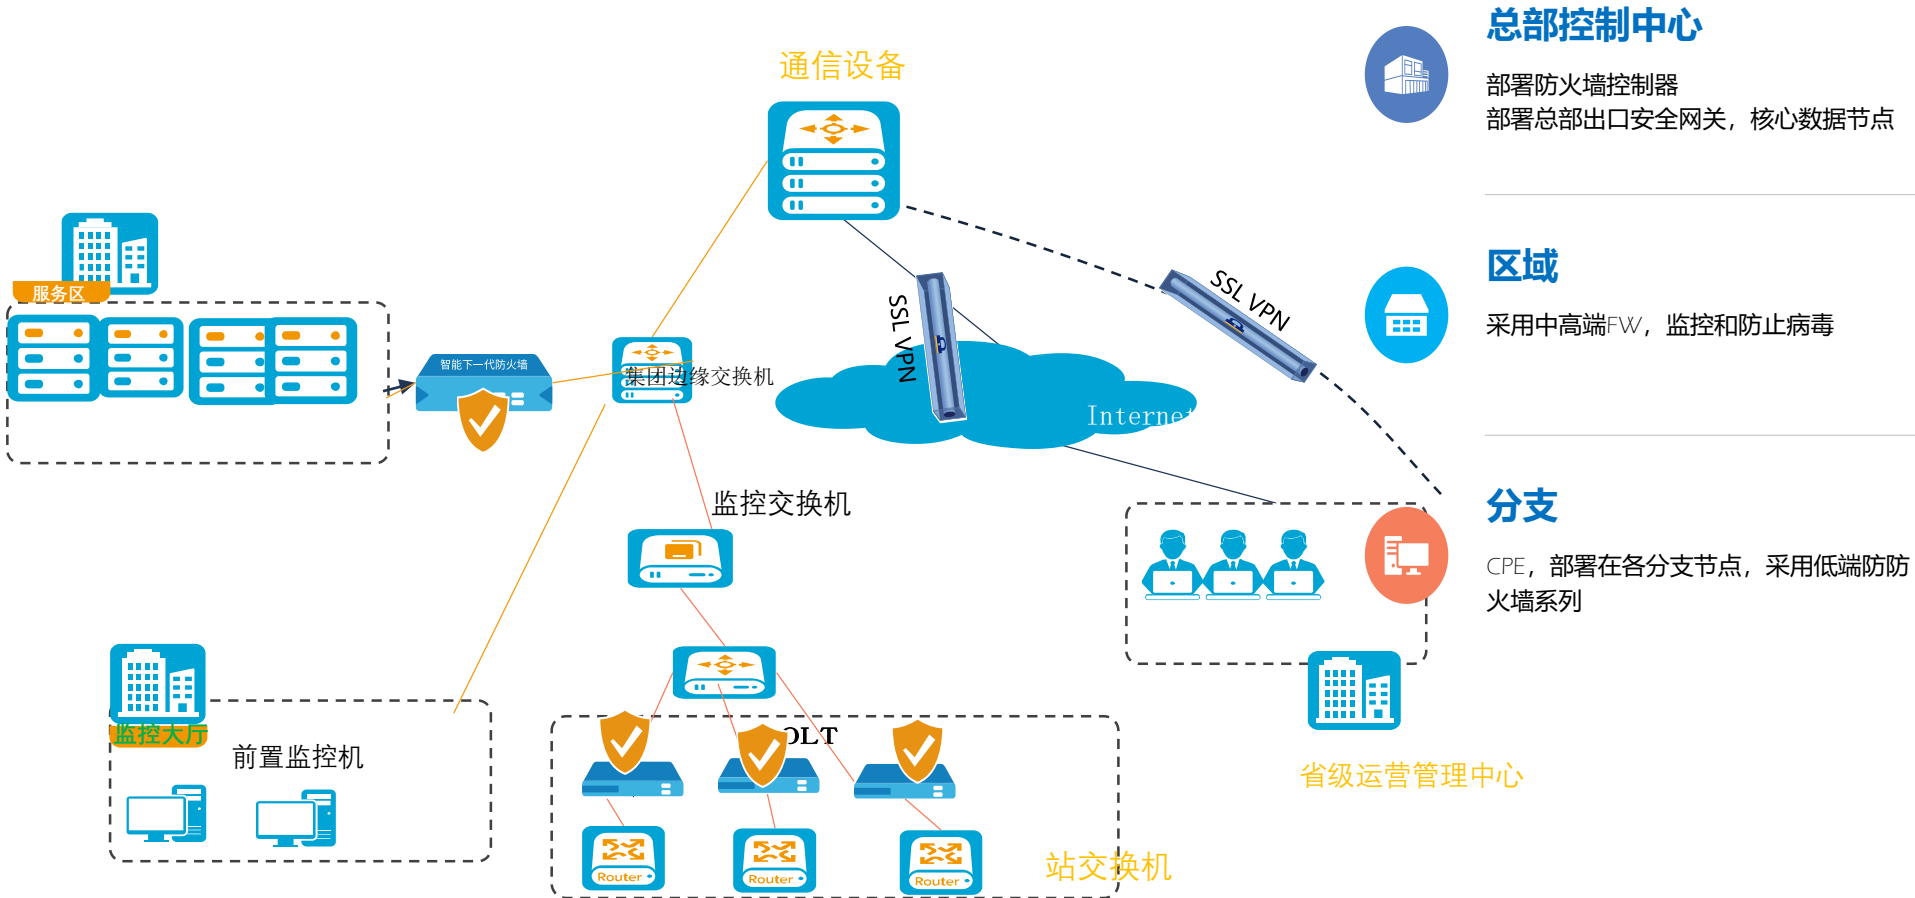 总部控制中心
部署防火墙控制器
部署总部出口安全网关，核心数据节点
通信设备
区域
采用中高端FW，监控和防止病毒
服务区
SSL VPN
SSL VPN
智能下一代防火墙
集团边缘交换机
Internet
监控交换机
分支
CPE，部署在各分支节点，采用低端防防
火墙系列
监控大厅
前置监控机
OLT
省级运营管理中心
Router
Router
Router
站交换机